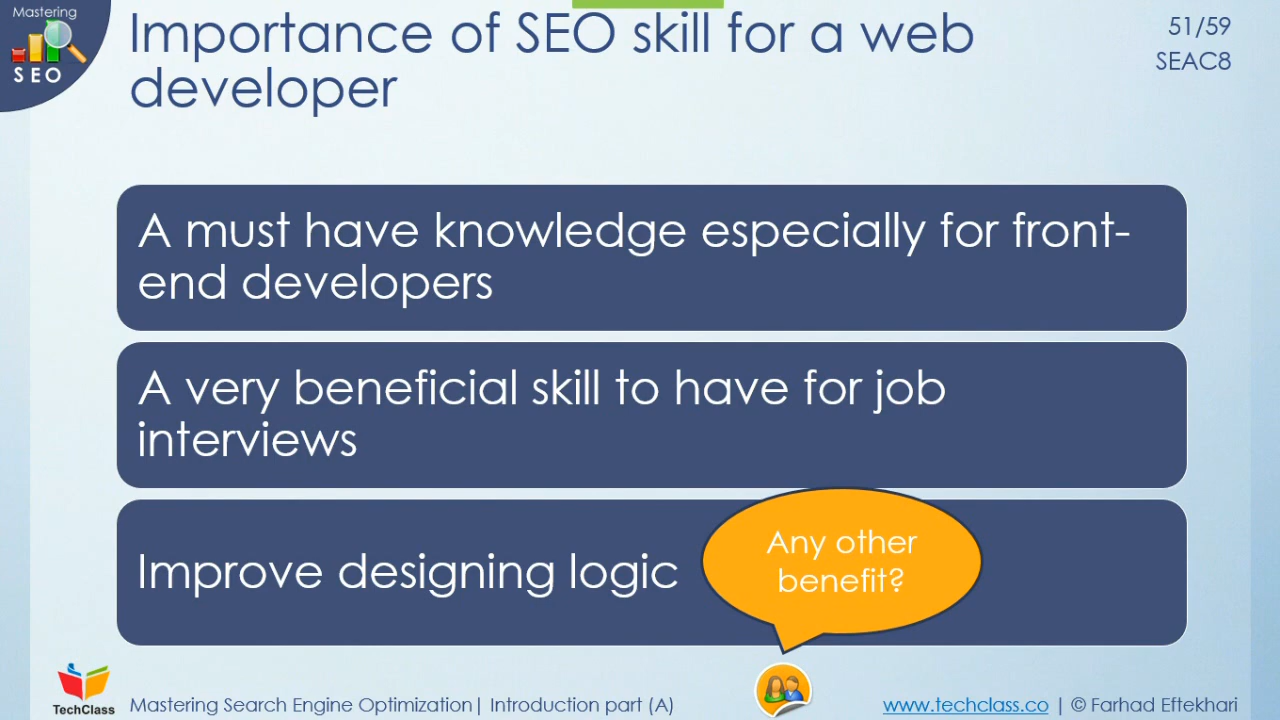 Mastering
SEO
Importance of SEO skill for a web
developer
51/59
SEAC8
A must have knowledge especially for front-
end developers
A very beneficial skill to have for job
interviews
Improve designing logic
Any other
benefit?
TechClass
Mastering Search Engine Optimization| Introduction part (A)
www.techclass.co | © Farhad Eftekhari